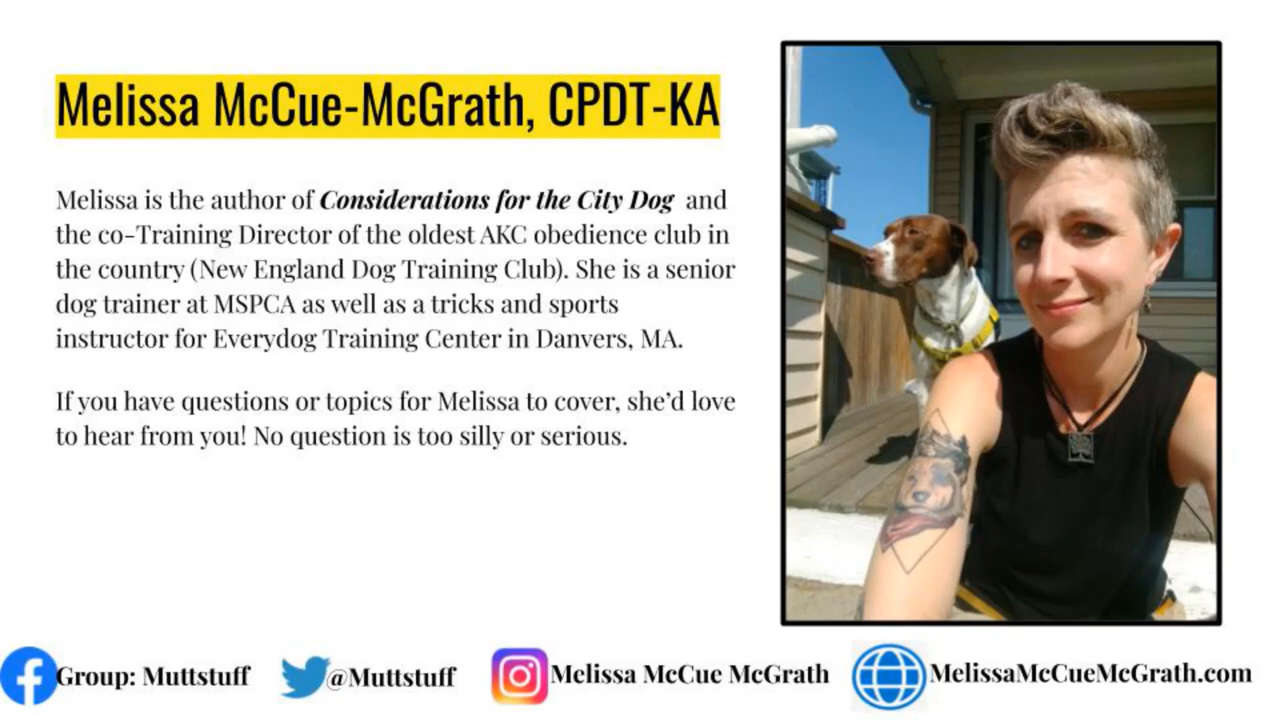 Melissa McCue-McGrath, CPDT-KA
Melissa is the author of Considerations for the City Dog and
the co-Training Director of the oldest AKC obedience club in
the country (New England Dog Training Club). She is a senior
dog trainer at MSPCA as well as a tricks and sports
instructor for Everydog Training Center in Danvers, MA.
If you have questions or topics for Melissa to cover, she’d love
to hear from you! No question is too silly or serious.
Group: Muttstuff
@Muttstuff
Melissa McCue McGrath
MelissaMcCueMcGrath.com